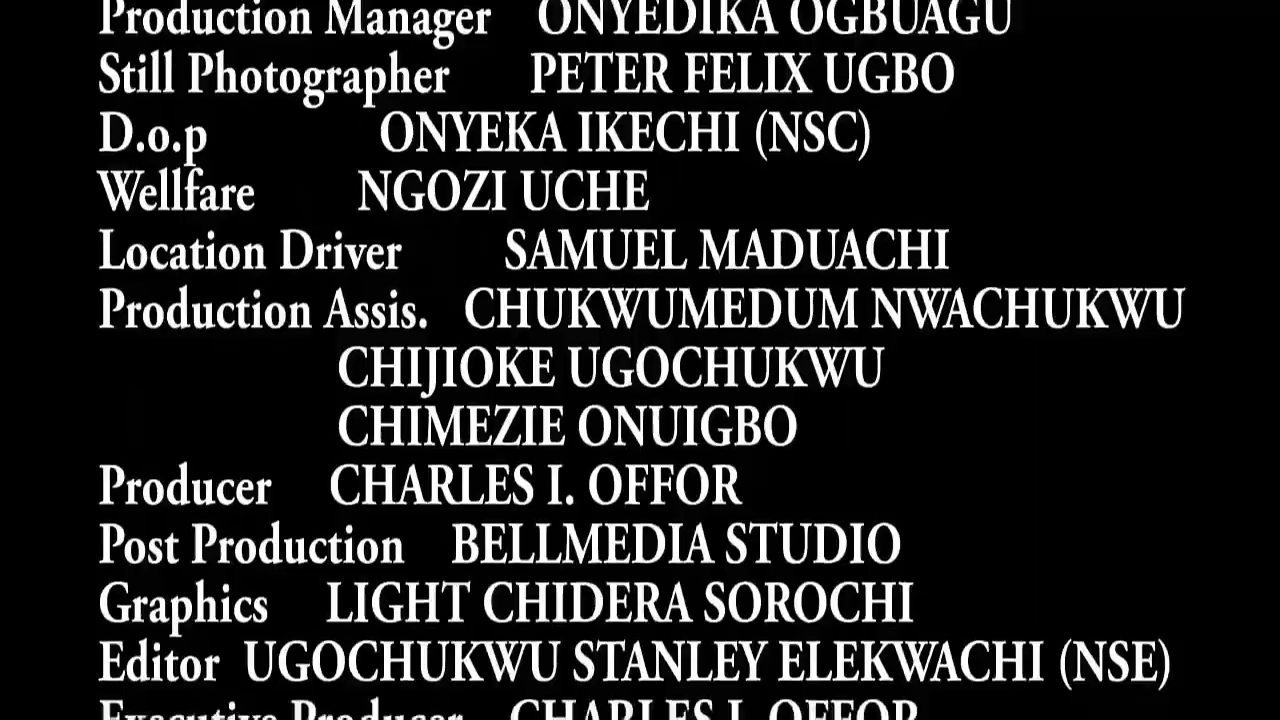 Production Manager ONYEDIKA OGBUAGU
Still Photographer PETER FELIX UGBO
D.o.p ONYEKA IKECHI (NSC)
Wellfare NGOZI UCHE
Location Driver SAMUEL MADUACHI
Production Assis. CHUKWUMEDUM NWACHUKWU
CHIJIOKE UGOCHUKWU
CHIMEZIE ONUIGBO
Producer CHARLES I. OFFOR
Post Production BELLMEDIA STUDIO
Graphics LIGHT CHIDERA SOROCHI
Editor UGOCHUKWU STANLEY ELEKWACHI (NSE)
Executive Producer CHARLES I. OFFOR